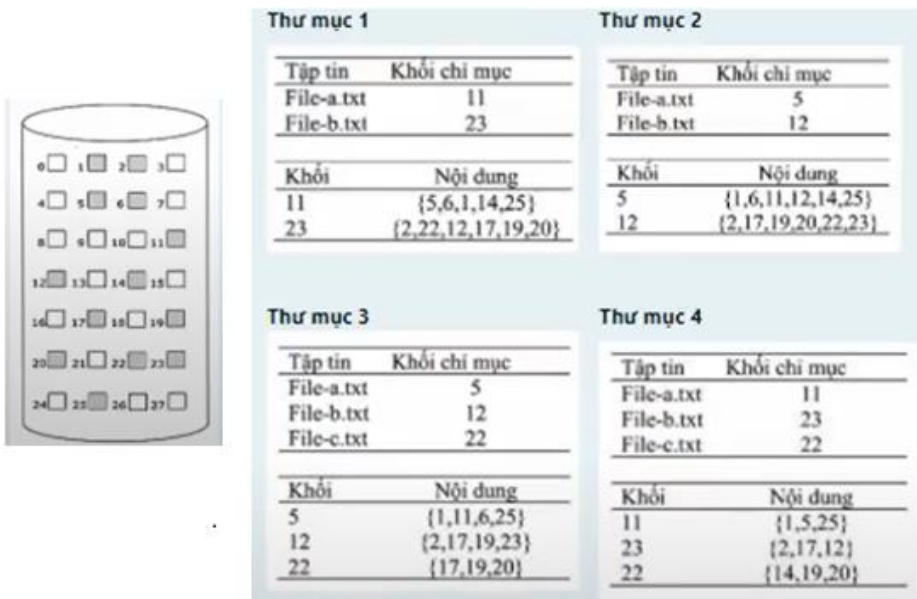 Thư mục 1
Tập tin Khối chỉ mục
File-a.txt 11
File-b.txt 23
Khối Nội dung
11 {5,6,1,14,25}
23 {2,22,12,17,19,20}
Thư mục 2
Tập tin Khối chỉ mục
File-a.txt 5
File-b.txt 12
Khối Nội dung
5 {1,6,11,12,14,25}
12 {2,17,19,20,22,23}
0 1 2 3
4 5 6 7
8 9 10 11
12 13 14 15
16 17 18 19
20 21 22 23
24 25 26 27
Thư mục 3
Tập tin Khối chỉ mục
File-a.txt 5
File-b.txt 12
File-c.txt 22
Khối Nội dung
5 {1,11,6,25}
12 {2,17,19,23}
22 {17,19,20}
Thư mục 4
Tập tin Khối chỉ mục
File-a.txt 11
File-b.txt 23
File-c.txt 22
Khối Nội dung
11 {1,5,25}
23 {2,17,12}
22 {14,19,20}